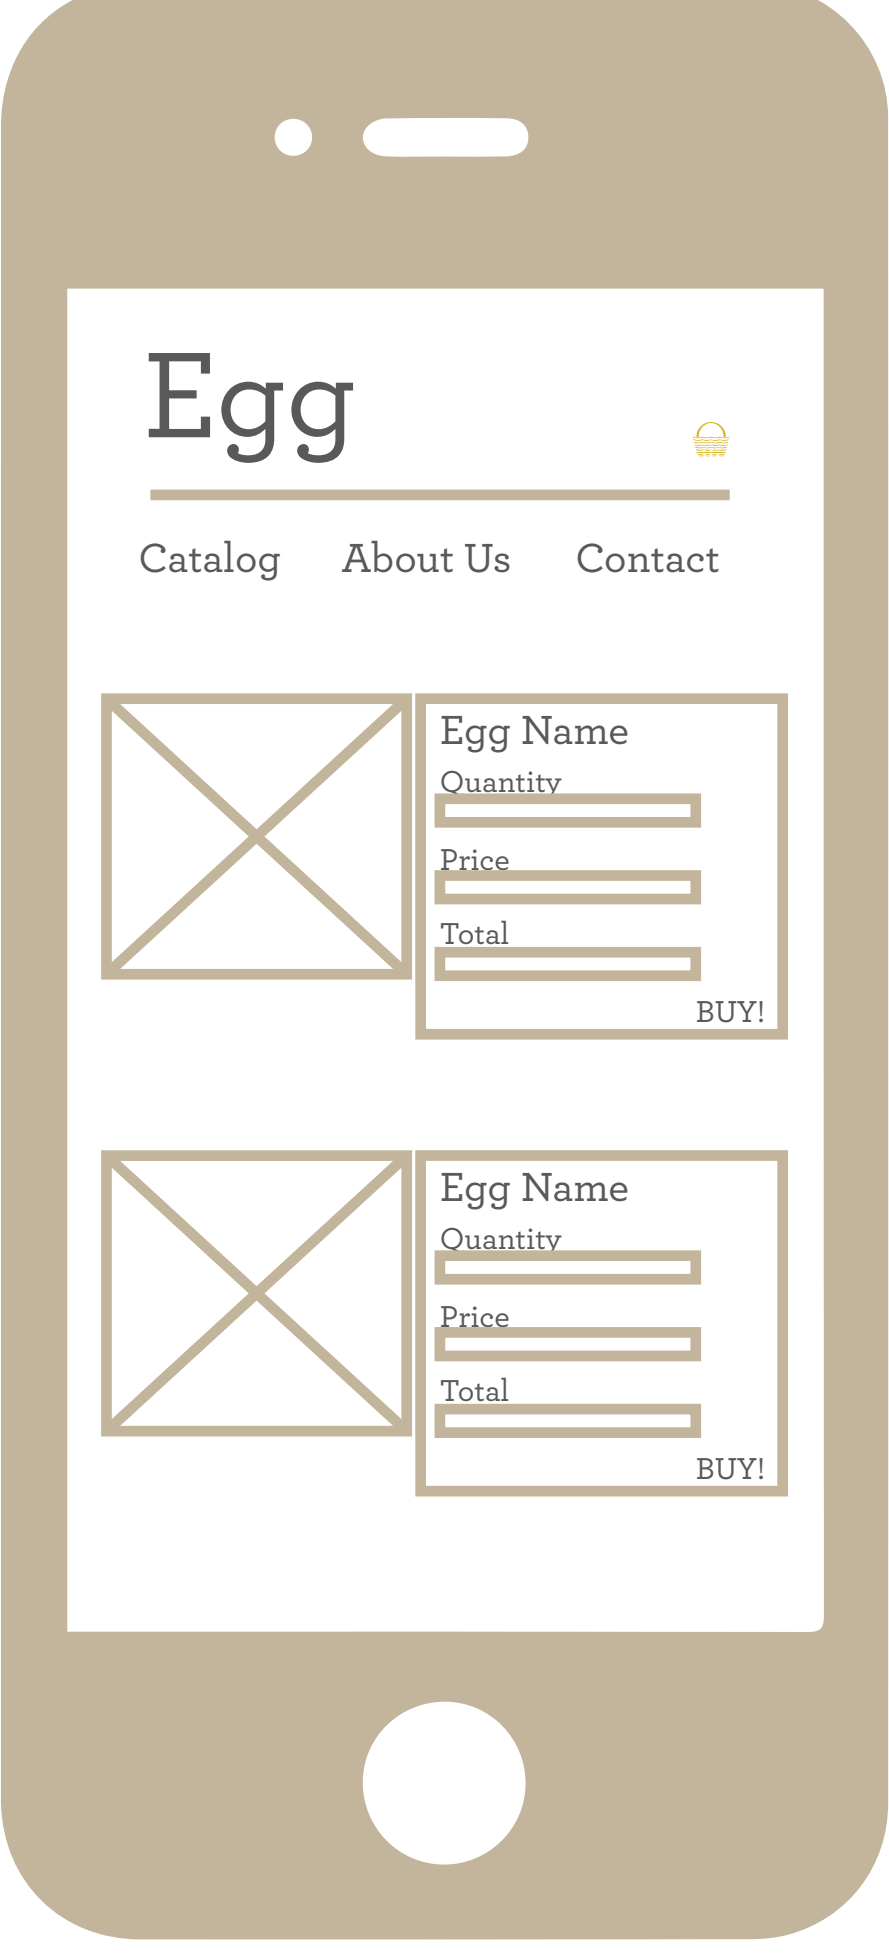 Egg
Catalog About Us Contact
Egg Name
Quantity
Price
Total
BUY!
Egg Name
Quantity
Price
Total
BUY!